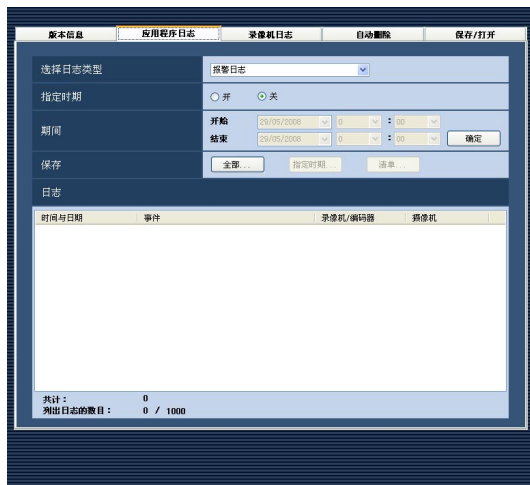 版本信息 应用程序日志 录像机日志 自动删除 保存/打开
选择日志类型 报警日志
指定时期 开 关
期间 开始 29/05/2008 0 : 00
结束 29/05/2008 0 : 00 确定
保存 全部... 指定时期... 清单...
日志
时间与日期 事件 录像机/编码器 摄像机
共计： 0
列出日志的数目： 0 / 1000